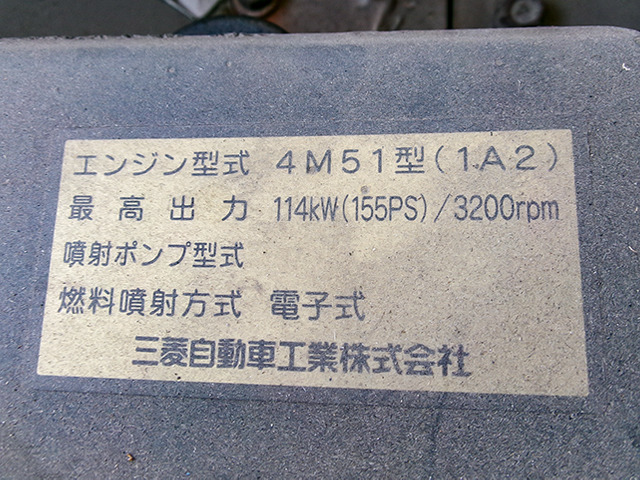 エンジン型式 4M51型(1A2)
最高出力 114kW(155PS)/3200rpm
噴射ポンプ型式
燃料噴射方式 電子式
三菱自動車工業株式会社